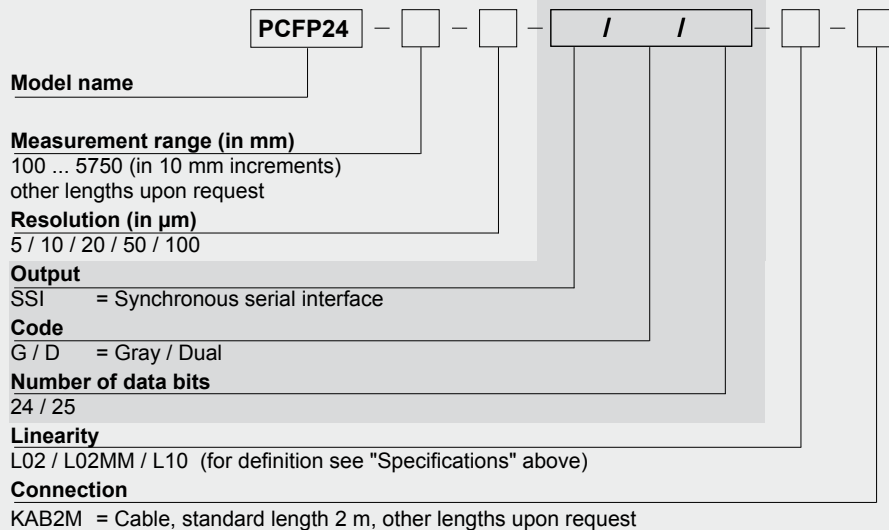 PCFP24 – – – / / – –
Model name
Measurement range (in mm)
100 ... 5750 (in 10 mm increments)
other lengths upon request
Resolution (in µm)
5 / 10 / 20 / 50 / 100
Output
SSI = Synchronous serial interface
Code
G / D = Gray / Dual
Number of data bits
24 / 25
Linearity
L02 / L02MM / L10 (for definition see "Specifications" above)
Connection
KAB2M = Cable, standard length 2 m, other lengths upon request